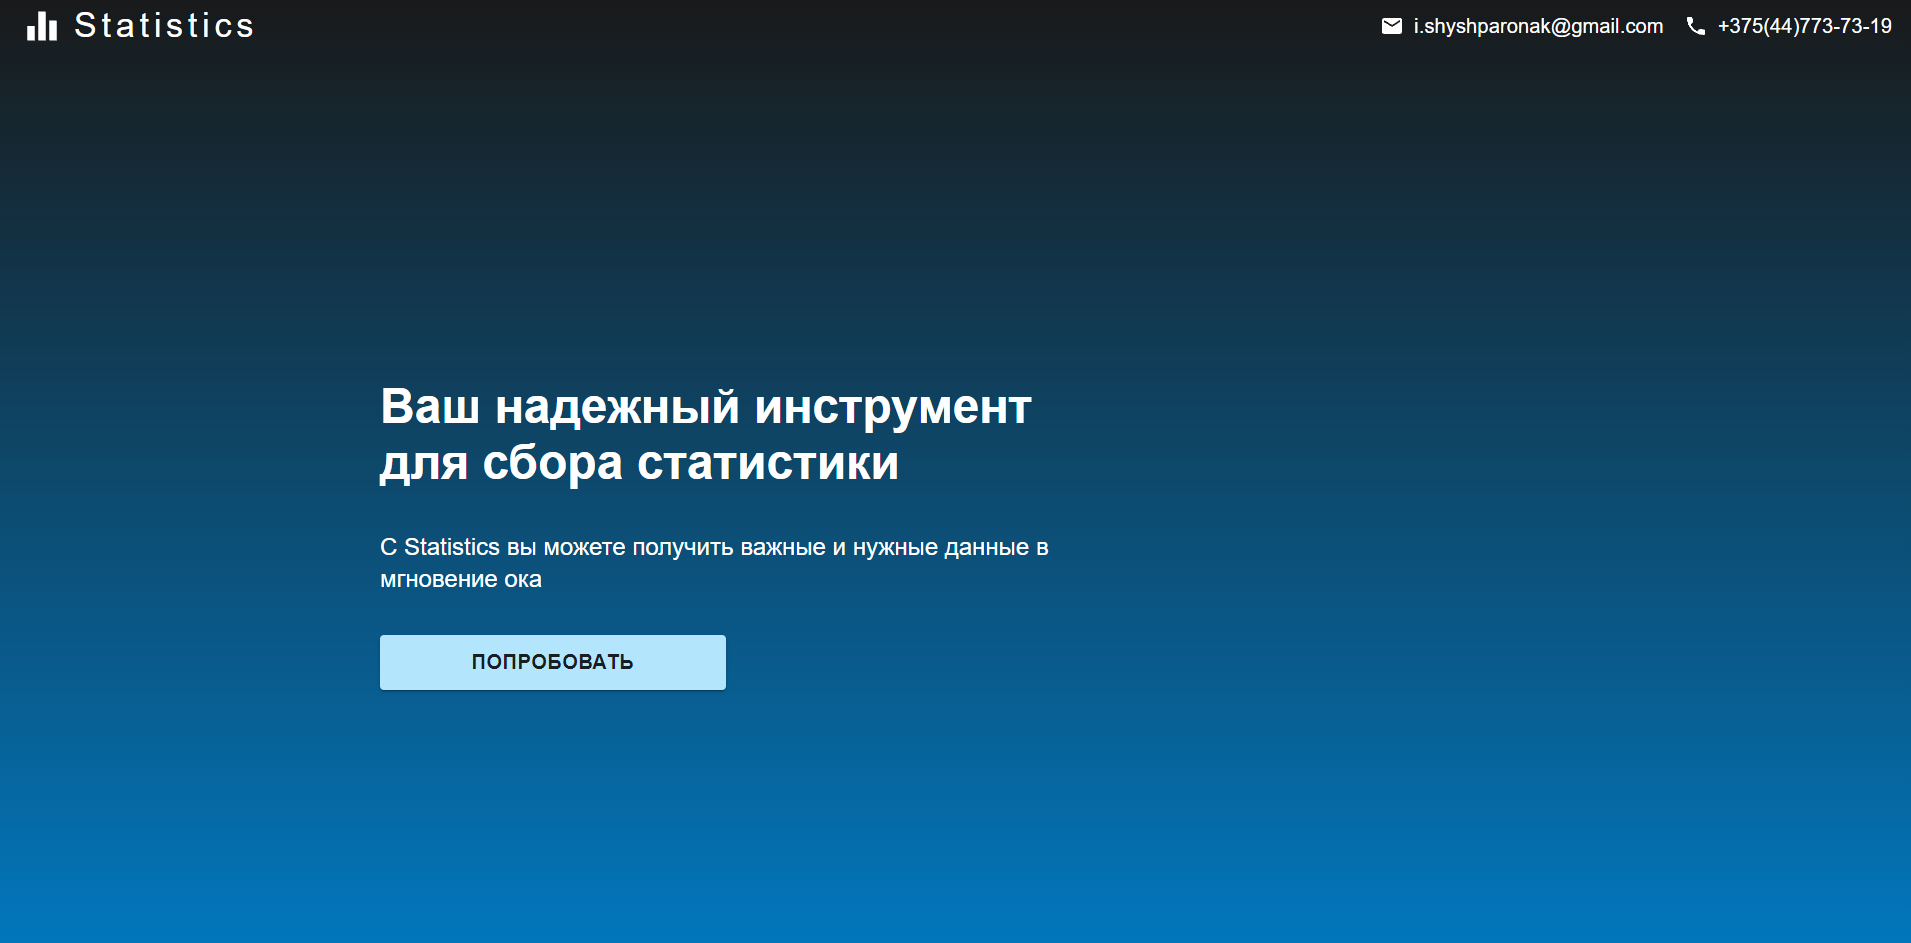 Statistics
i.shyshparonak@gmail.com
+375(44)773-73-19
Ваш надежный инструмент
для сбора статистики
С Statistics вы можете получить важные и нужные данные в
мгновение ока
ПОПРОБОВАТЬ